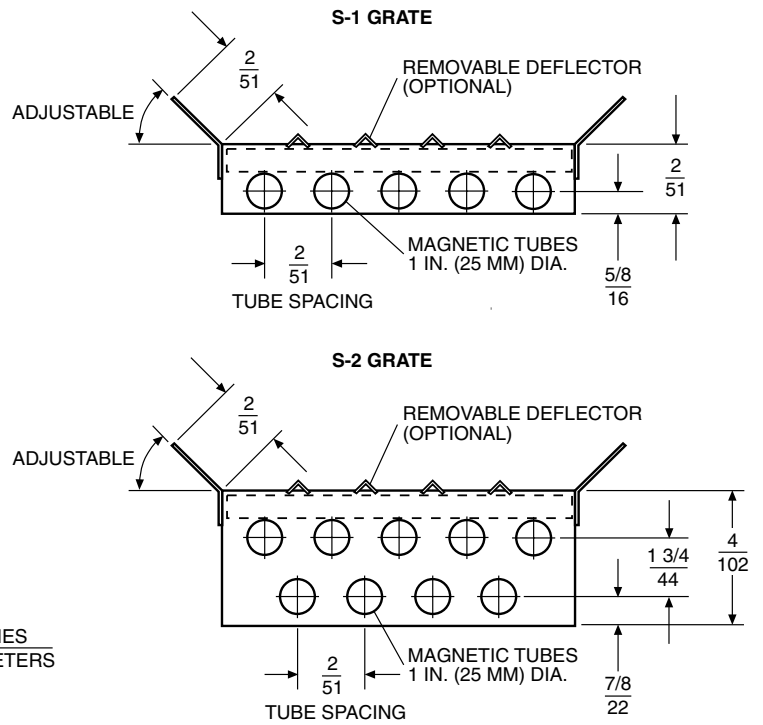 S-1 GRATE
2
51
REMOVABLE DEFLECTOR
(OPTIONAL)
ADJUSTABLE
2
51
MAGNETIC TUBES
1 IN. (25 MM) DIA.
2
51
TUBE SPACING
5/8
16
S-2 GRATE
2
51
REMOVABLE DEFLECTOR
(OPTIONAL)
ADJUSTABLE
1 3/4
44
4
102
MAGNETIC TUBES
1 IN. (25 MM) DIA.
2
51
TUBE SPACING
7/8
22